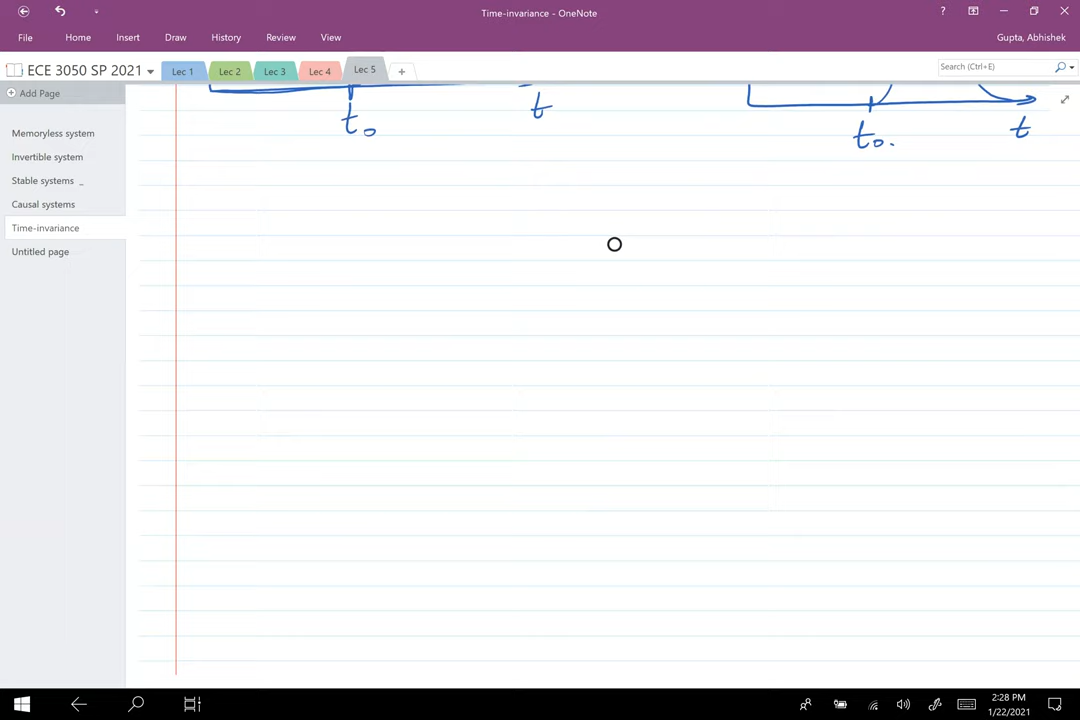 Time-invariance - OneNote
?
File Home Insert Draw History Review View
Gupta, Abhishek
ECE 3050 SP 2021
Lec 1 Lec 2 Lec 3 Lec 4 Lec 5 +
Search (Ctrl+E)
Add Page
Memoryless system
Invertible system
Stable systems _
Causal systems
Time-invariance
Untitled page
t₀ t
t₀. t
2:28 PM
1/22/2021